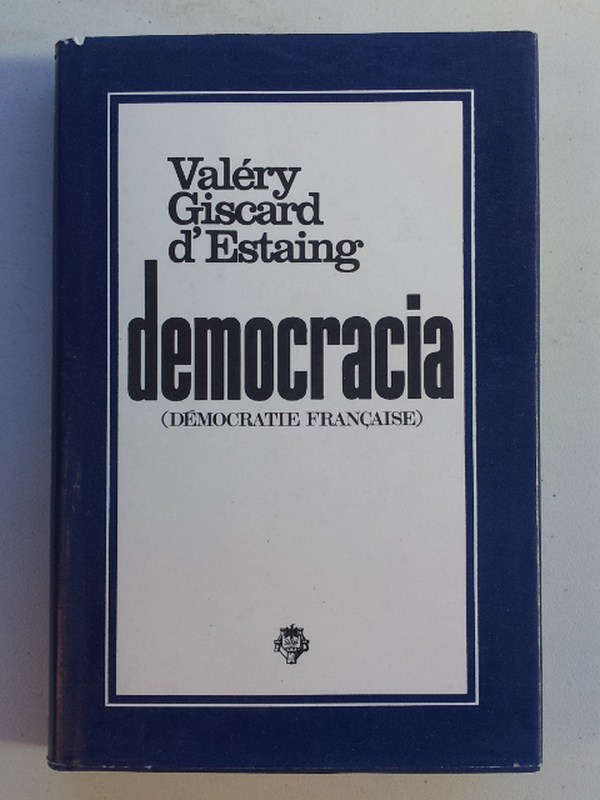 Valéry
Giscard
d'Estaing
democracia
(DÉMOCRATIE FRANÇAISE)